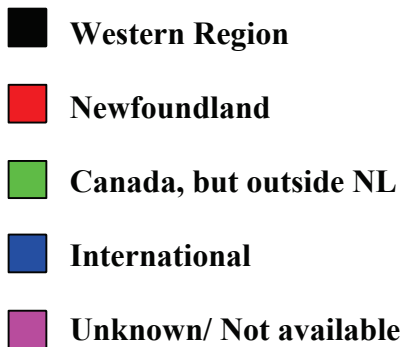 Western Region
Newfoundland
Canada, but outside NL
International
Unknown/ Not available